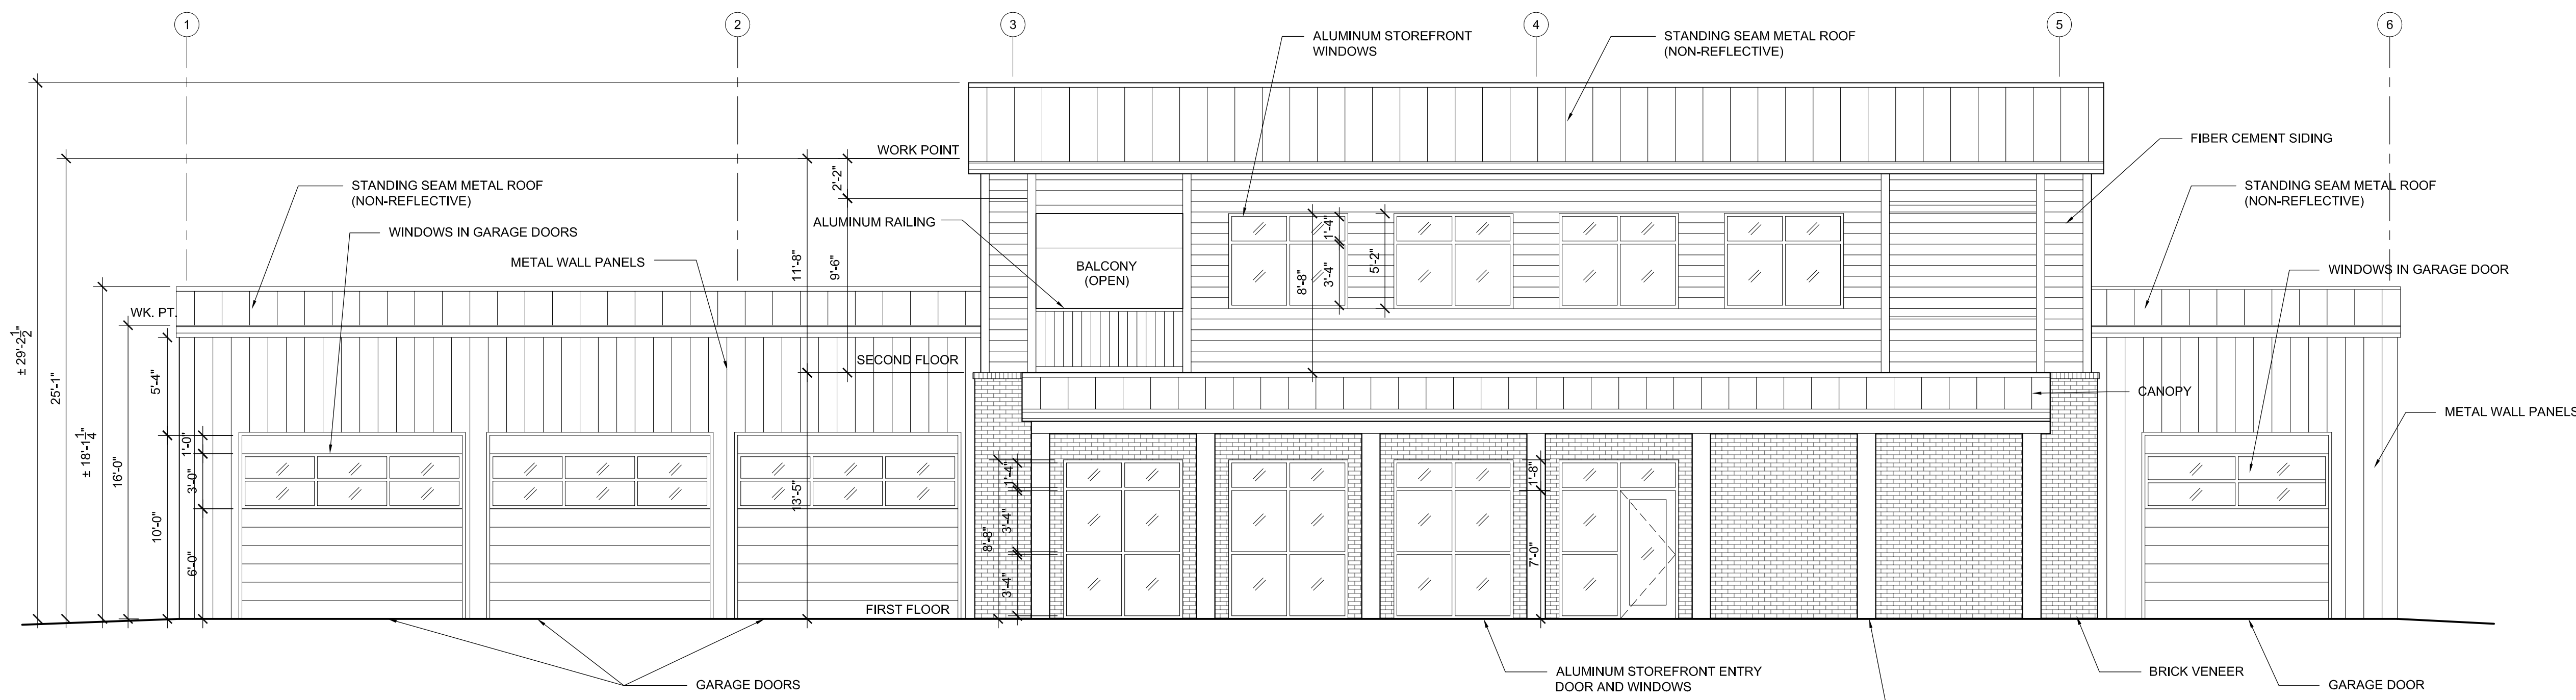 1
2
3
4
5
6
ALUMINUM STOREFRONT
WINDOWS
STANDING SEAM METAL ROOF
(NON-REFLECTIVE)
WORK POINT
FIBER CEMENT SIDING
2'-2"
STANDING SEAM METAL ROOF
(NON-REFLECTIVE)
STANDING SEAM METAL ROOF
(NON-REFLECTIVE)
ALUMINUM RAILING
WINDOWS IN GARAGE DOORS
METAL WALL PANELS
11'-8"
9'-6"
BALCONY
(OPEN)
8'-8"
1'-4"
3'-4"
5'-2"
WINDOWS IN GARAGE DOOR
WK. PT.
± 29'-2 1/2"
25'-1"
± 18'-1 1/4"
16'-0"
5'-4"
SECOND FLOOR
CANOPY
METAL WALL PANELS
1'-0"
3'-0"
10'-0"
6'-0"
13'-5"
8'-8"
1'-4"
3'-4"
3'-4"
1'-8"
7'-0"
FIRST FLOOR
GARAGE DOORS
ALUMINUM STOREFRONT ENTRY
DOOR AND WINDOWS
BRICK VENEER
GARAGE DOOR